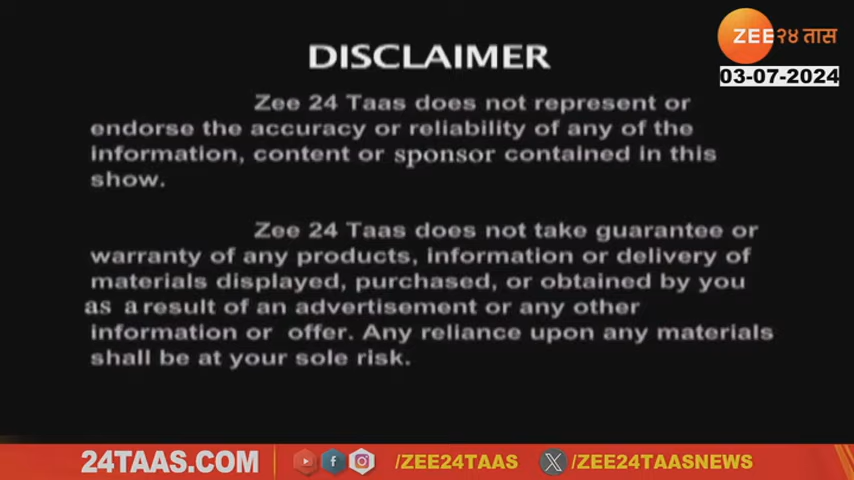 ZEE२४ तास
03-07-2024
DISCLAIMER
Zee 24 Taas does not represent or
endorse the accuracy or reliability of any of the
information, content or sponsor contained in this
show.
Zee 24 Taas does not take guarantee or
warranty of any products, information or delivery of
materials displayed, purchased, or obtained by you
as a result of an advertisement or any other
information or offer. Any reliance upon any materials
shall be at your sole risk.
24TAAS.COM
/ZEE24TAAS
/ZEE24TAASNEWS